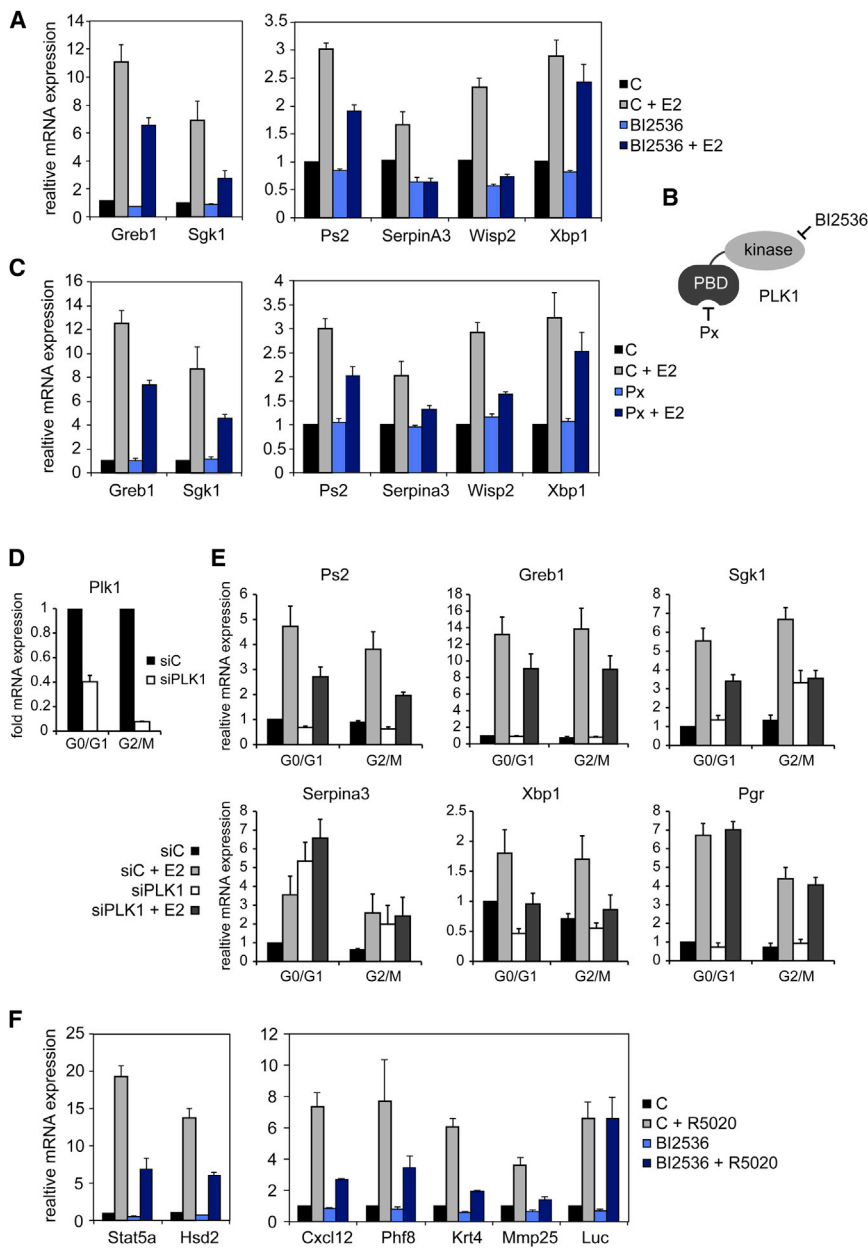 A
realtive mRNA expression
14
12
10
8
6
4
2
0
Greb1 Sgk1
3.5
3
2.5
2
1.5
1
0.5
0
Ps2 SerpinA3 Wisp2 Xbp1
C
C + E2
BI2536
BI2536 + E2
B
BI2536
kinase
PBD
PLK1
Px
C
realtive mRNA expression
16
14
12
10
8
6
4
2
0
Greb1 Sgk1
4
3.5
3
2.5
2
1.5
1
0.5
0
Ps2 Serpina3 Wisp2 Xbp1
C
C + E2
Px
Px + E2
D
Plk1
fold mRNA expression
1
0.8
0.6
0.4
0.2
0
G0/G1 G2/M
siC
siPLK1
E
Ps2
realtive mRNA expression
6
5
4
3
2
1
0
G0/G1 G2/M
Greb1
18
16
14
12
10
8
6
4
2
0
G0/G1 G2/M
Sgk1
8
7
6
5
4
3
2
1
0
G0/G1 G2/M
siC
siC + E2
siPLK1
siPLK1 + E2
Serpina3
realtive mRNA expression
8
7
6
5
4
3
2
1
0
G0/G1 G2/M
Xbp1
2.5
2
1.5
1
0.5
0
G0/G1 G2/M
Pgr
8
7
6
5
4
3
2
1
0
G0/G1 G2/M
F
realtive mRNA expression
25
20
15
10
5
0
Stat5a Hsd2
12
10
8
6
4
2
0
Cxcl12 Phf8 Krt4 Mmp25 Luc
C
C + R5020
BI2536
BI2536 + R5020